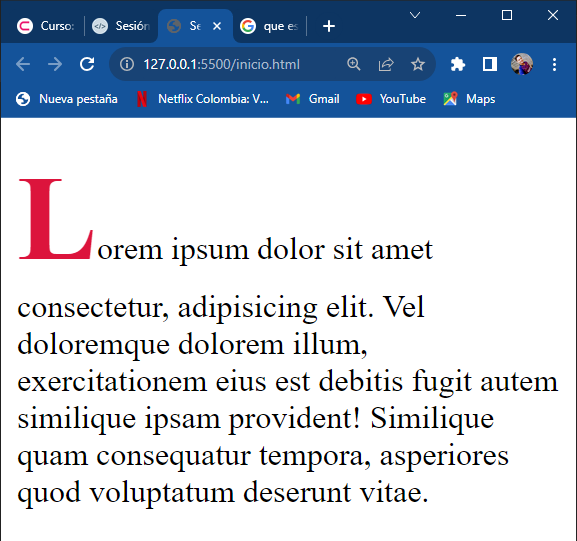 Curso:
Sesión
Se
que es
127.0.0.1:5500/inicio.html
Nueva pestaña
Netflix Colombia: V...
Gmail
YouTube
Maps
Lorem ipsum dolor sit amet
consectetur, adipisicing elit. Vel
doloremque dolorem illum,
exercitationem eius est debitis fugit autem
similique ipsam provident! Similique
quam consequatur tempora, asperiores
quod voluptatum deserunt vitae.